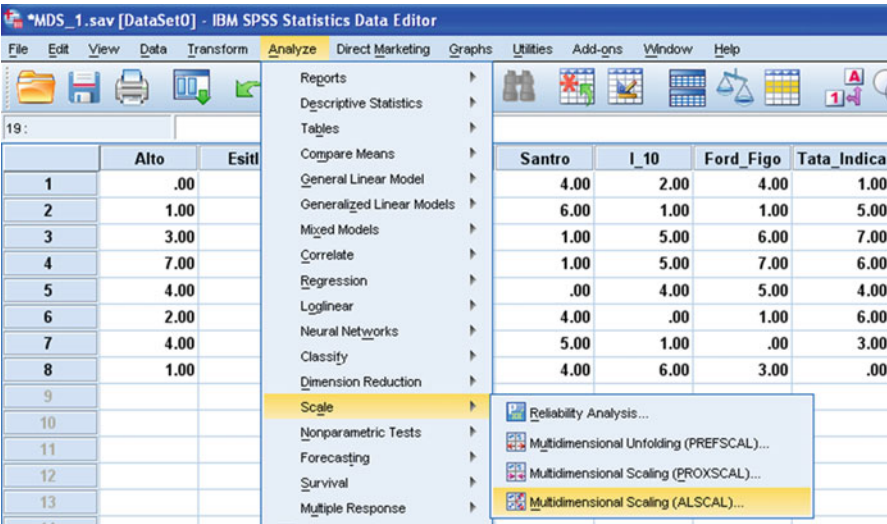 *MDS_1.sav [DataSet0] - IBM SPSS Statistics Data Editor
File Edit View Data Transform Analyze Direct Marketing Graphs Utilities Add-ons Window Help
19 :
Reports
Descriptive Statistics
Tables
Compare Means
General Linear Model
Generalized Linear Models
Mixed Models
Correlate
Regression
Loglinear
Neural Networks
Classify
Dimension Reduction
Scale
Nonparametric Tests
Forecasting
Survival
Multiple Response
Reliability Analysis...
Multidimensional Unfolding (PREFSCAL)...
Multidimensional Scaling (PROXSCAL)...
Multidimensional Scaling (ALSCAL)...
A
1
Alto Esitl Santro I_10 Ford_Figo Tata_Indica
1 .00 4.00 2.00 4.00 1.00
2 1.00 6.00 1.00 1.00 5.00
3 3.00 1.00 5.00 6.00 7.00
4 7.00 1.00 5.00 7.00 6.00
5 4.00 .00 4.00 5.00 4.00
6 2.00 4.00 .00 1.00 6.00
7 4.00 5.00 1.00 .00 3.00
8 1.00 4.00 6.00 3.00 .00
9
10
11
12
13